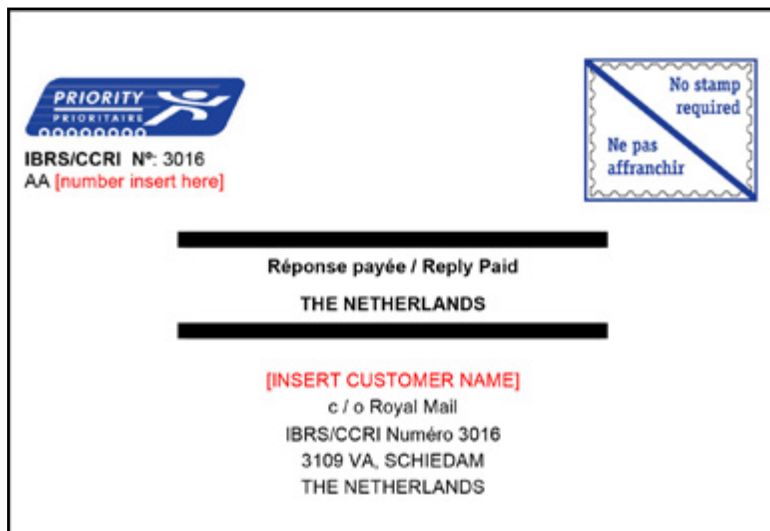 PRIORITY
PRIORITAIRE
IBRS/CCRI Nº: 3016
AA [number insert here]
No stamp
required
Ne pas
affranchir
Réponse payée / Reply Paid
THE NETHERLANDS
[INSERT CUSTOMER NAME]
c / o Royal Mail
IBRS/CCRI Numéro 3016
3109 VA, SCHIEDAM
THE NETHERLANDS